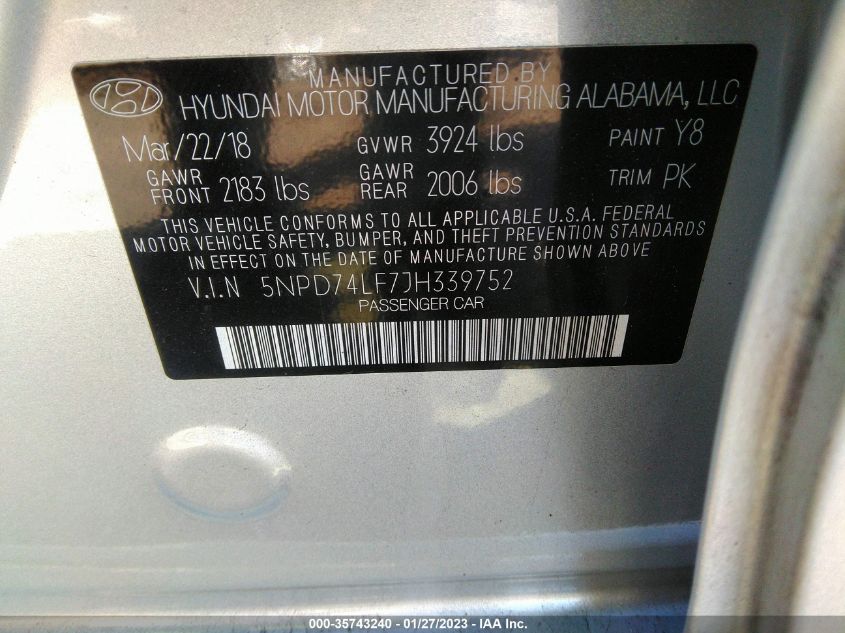 MANUFACTURED BY
HYUNDAI MOTOR MANUFACTURING ALABAMA, LLC
Mar/22/18 GVWR 3924 lbs PAINT Y8
GAWR FRONT 2183 lbs GAWR REAR 2006 lbs TRIM PK
THIS VEHICLE CONFORMS TO ALL APPLICABLE U.S.A. FEDERAL
MOTOR VEHICLE SAFETY, BUMPER, AND THEFT PREVENTION STANDARDS
IN EFFECT ON THE DATE OF MANUFACTURE SHOWN ABOVE
V.I.N 5NPD74LF7JH339752
PASSENGER CAR
000-35743240 - 01/27/2023 - IAA Inc.